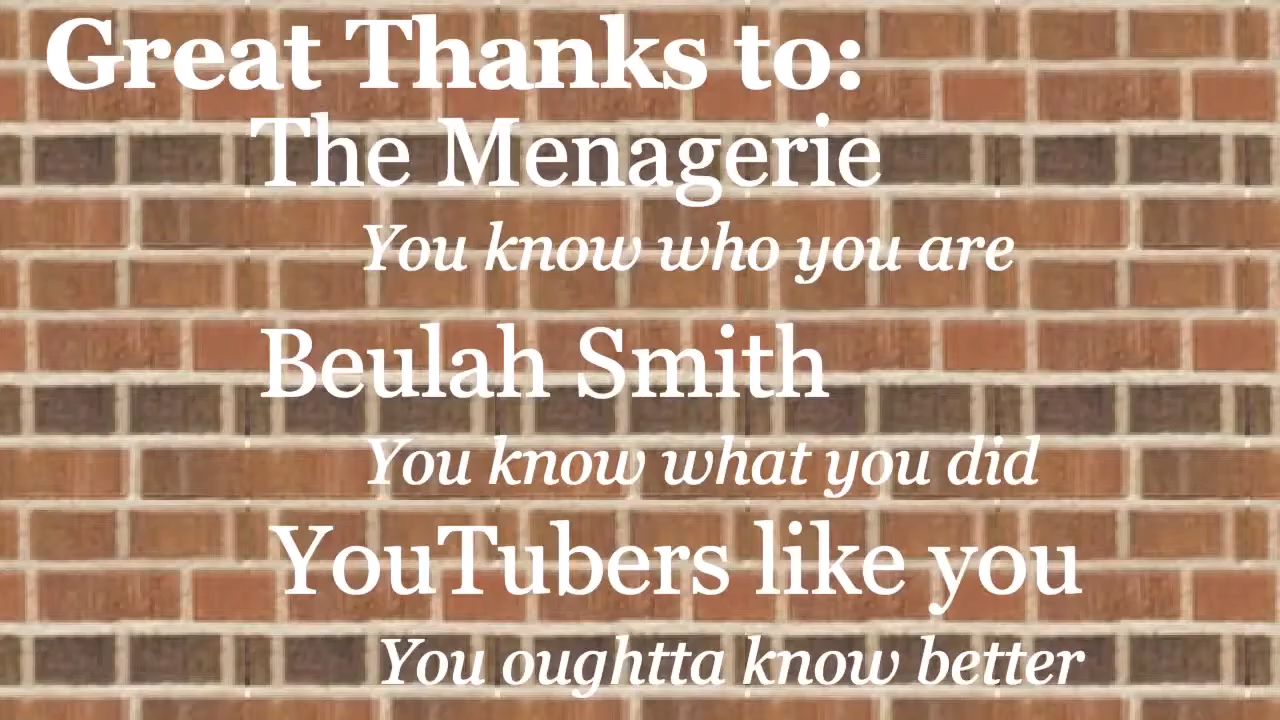 Great Thanks to:
The Menagerie
You know who you are
Beulah Smith
You know what you did
YouTubers like you
You oughtta know better